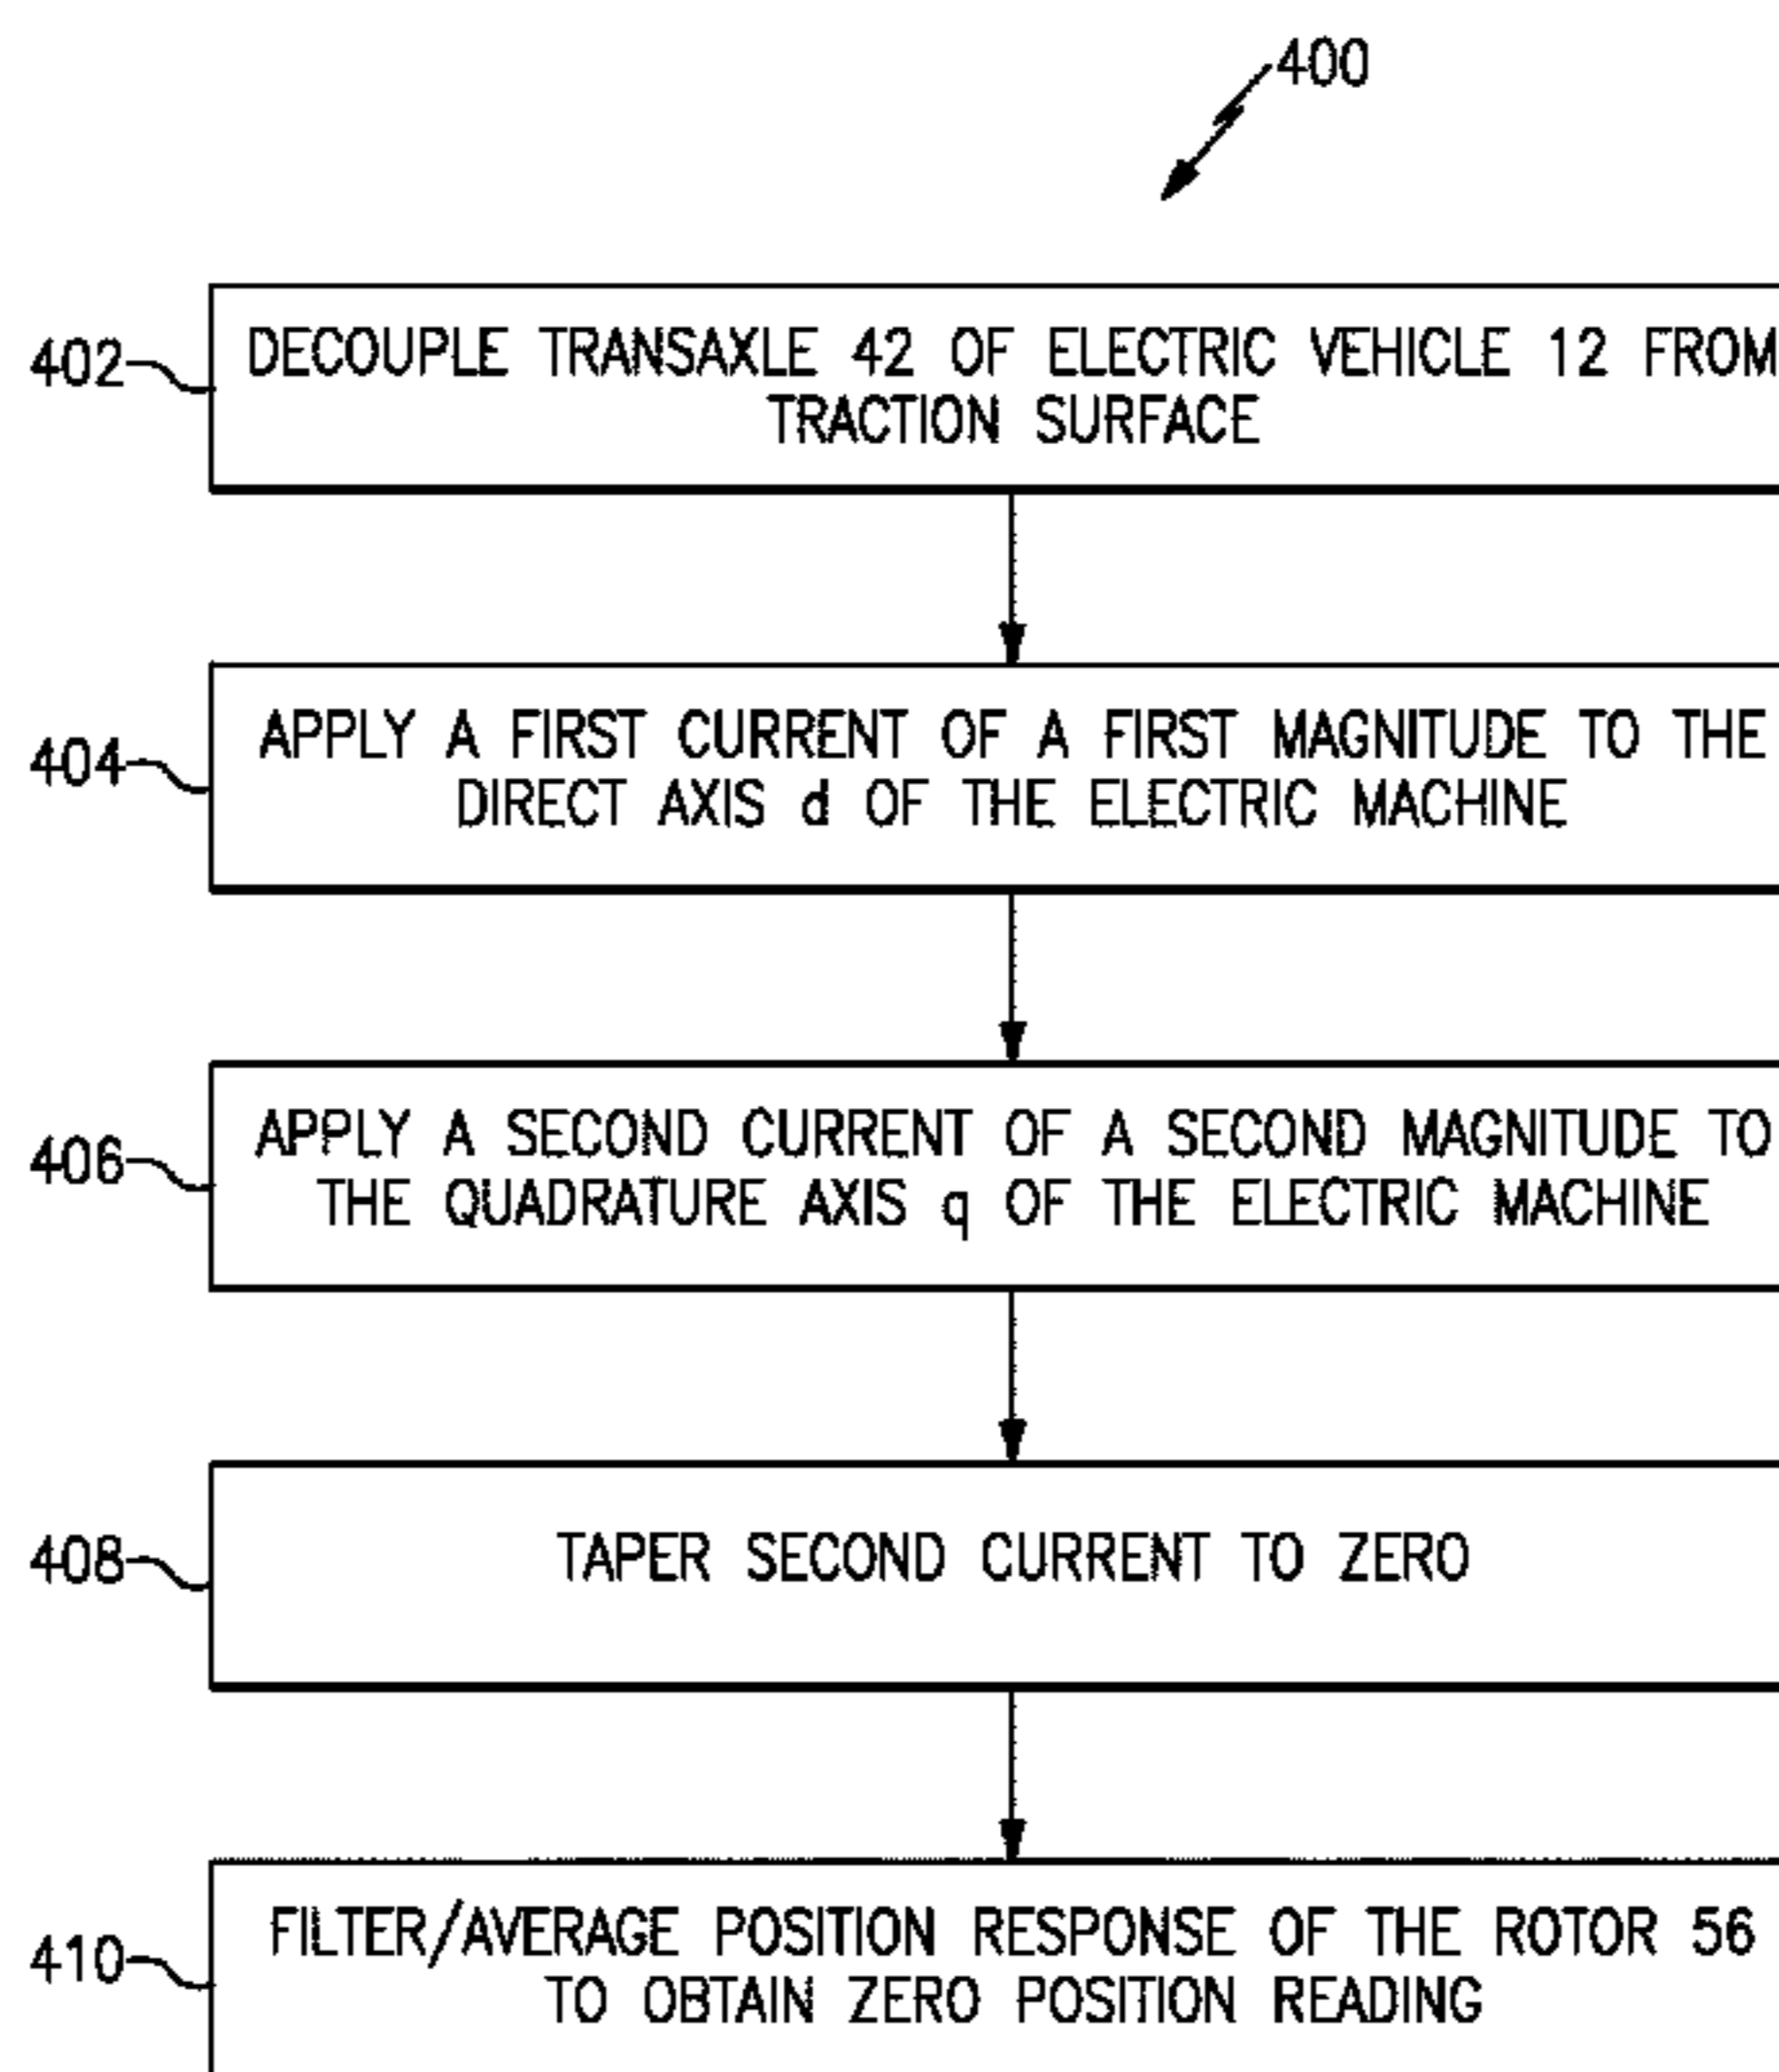 400
402
DECOUPLE TRANSAXLE 42 OF ELECTRIC VEHICLE 12 FROM
TRACTION SURFACE
404
APPLY A FIRST CURRENT OF A FIRST MAGNITUDE TO THE
DIRECT AXIS d OF THE ELECTRIC MACHINE
406
APPLY A SECOND CURRENT OF A SECOND MAGNITUDE TO
THE QUADRATURE AXIS q OF THE ELECTRIC MACHINE
408
TAPER SECOND CURRENT TO ZERO
410
FILTER/AVERAGE POSITION RESPONSE OF THE ROTOR 56
TO OBTAIN ZERO POSITION READING